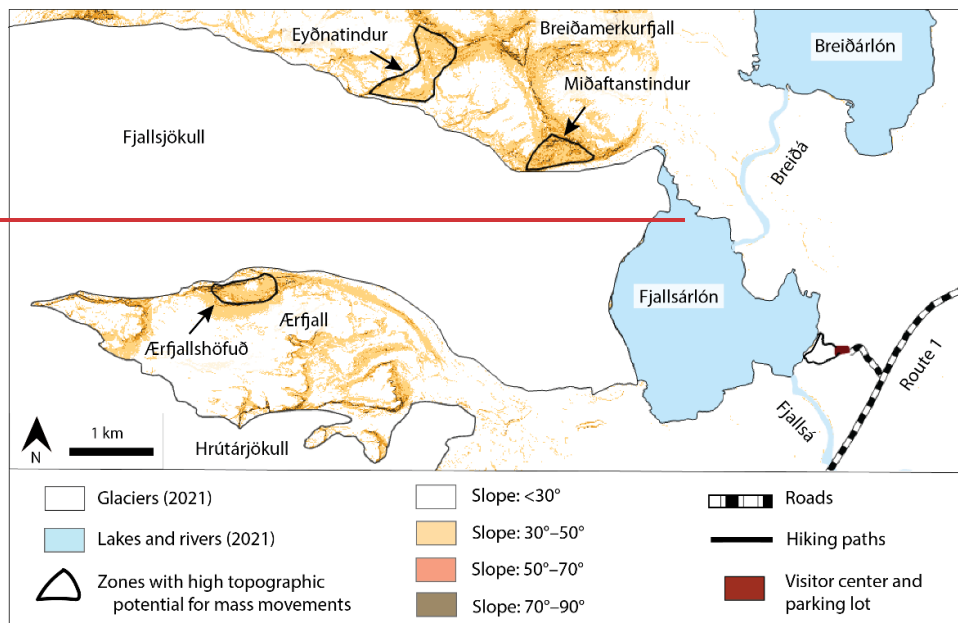 Eyðnatindur
Breiðamerkurfjall
Breiðárlón
Miðaftanstindur
Fjallsjökull
Breiðá
Fjallsárlón
Ærfjall
Ærfjallshöfuð
Route 1
Fjallsá
N
1 km
Hrútárjökull
Glaciers (2021)
Lakes and rivers (2021)
Zones with high topographic
potential for mass movements
Slope: <30°
Slope: 30°–50°
Slope: 50°–70°
Slope: 70°–90°
Roads
Hiking paths
Visitor center and
parking lot